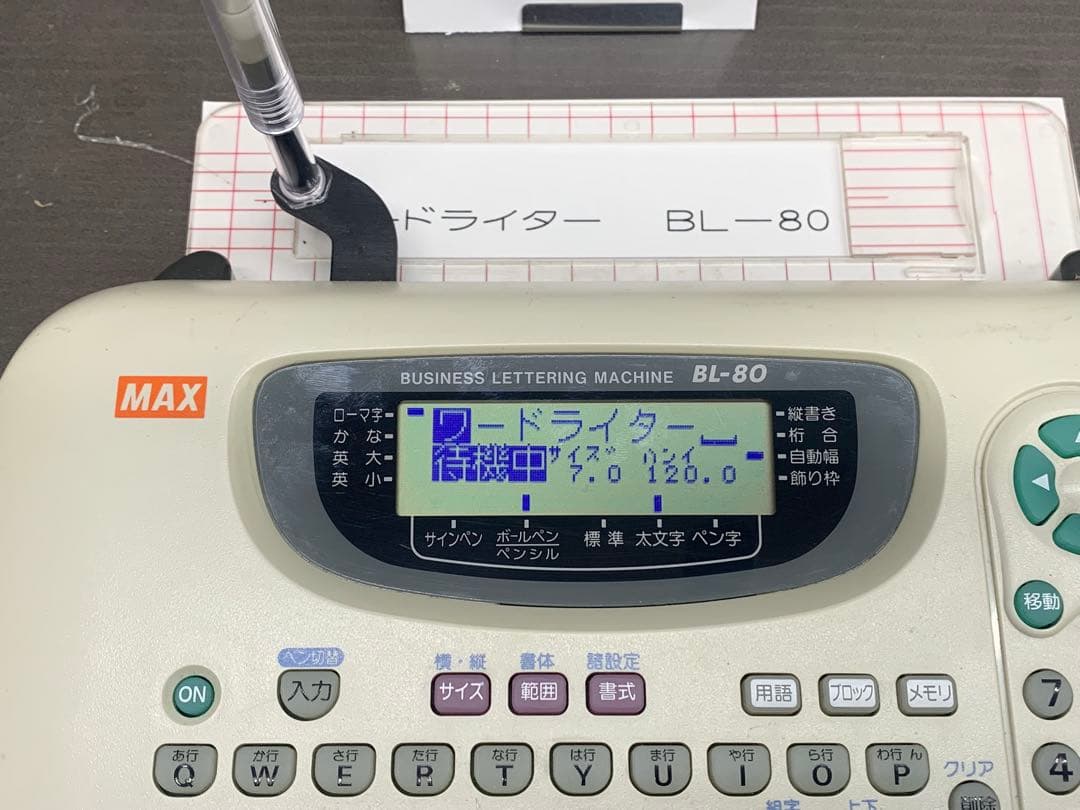 ードライター BL-80
MAX
BUSINESS LETTERING MACHINE BL-80
ローマ字
かな
英大
英小
ワードライター
待機中 サイズ ハンイ
7.0 120.0
縦書き
桁合
自動幅
飾り枠
サインペン ボールペン 標準 太文字 ペン字
ペンシル
ペン切替 横・縦 書体 諸設定
ON 入力 サイズ 範囲 書式 用語 ブロック メモリ
移動
7
あ行 か行 さ行 た行 な行 は行 ま行 や行 ら行 わ行 ん
Q W E R T Y U I O P
クリア
削除
4
組字 上下